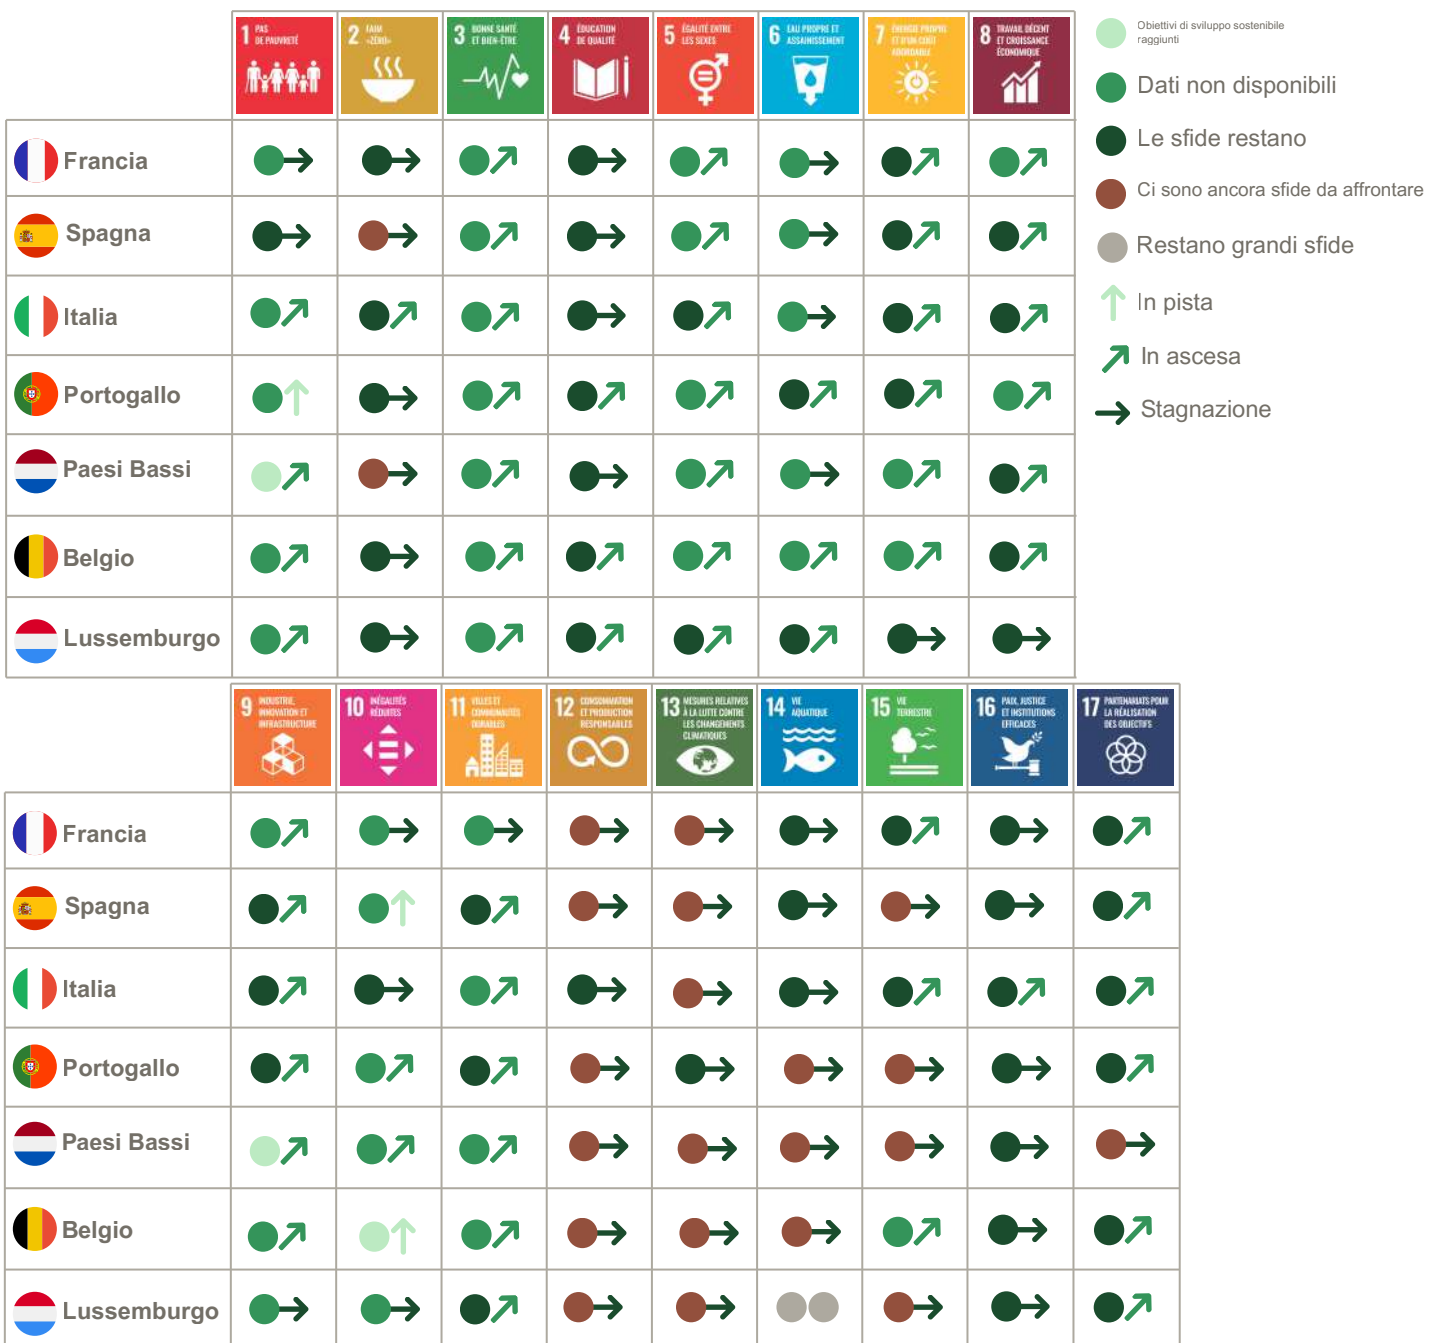 1 PAS
DE PAUVRETÉ
2 FAIM
«ZÉRO»
3 BONNE SANTÉ
ET BIEN-ÊTRE
4 ÉDUCATION
DE QUALITÉ
5 ÉGALITÉ ENTRE
LES SEXES
6 EAU PROPRE ET
ASSAINISSEMENT
7 ÉNERGIE PROPRE
ET D'UN COÛT
ABORDABLE
8 TRAVAIL DÉCENT
ET CROISSANCE
ÉCONOMIQUE
Obiettivi di sviluppo sostenibile
raggiunti
Dati non disponibili
Le sfide restano
Ci sono ancora sfide da affrontare
Restano grandi sfide
In pista
In ascesa
Stagnazione
Francia
Spagna
Italia
Portogallo
Paesi Bassi
Belgio
Lussemburgo
9 INDUSTRIE,
INNOVATION ET
INFRASTRUCTURE
10 INÉGALITÉS
RÉDUITES
11 VILLES ET
COMMUNAUTÉS
DURABLES
12 CONSOMMATION
ET PRODUCTION
RESPONSABLES
13 MESURES RELATIVES
À LA LUTTE CONTRE
LES CHANGEMENTS
CLIMATIQUES
14 VIE
AQUATIQUE
15 VIE
TERRESTRE
16 PAIX, JUSTICE
ET INSTITUTIONS
EFFICACES
17 PARTENARIATS POUR
LA RÉALISATION
DES OBJECTIFS
Francia
Spagna
Italia
Portogallo
Paesi Bassi
Belgio
Lussemburgo